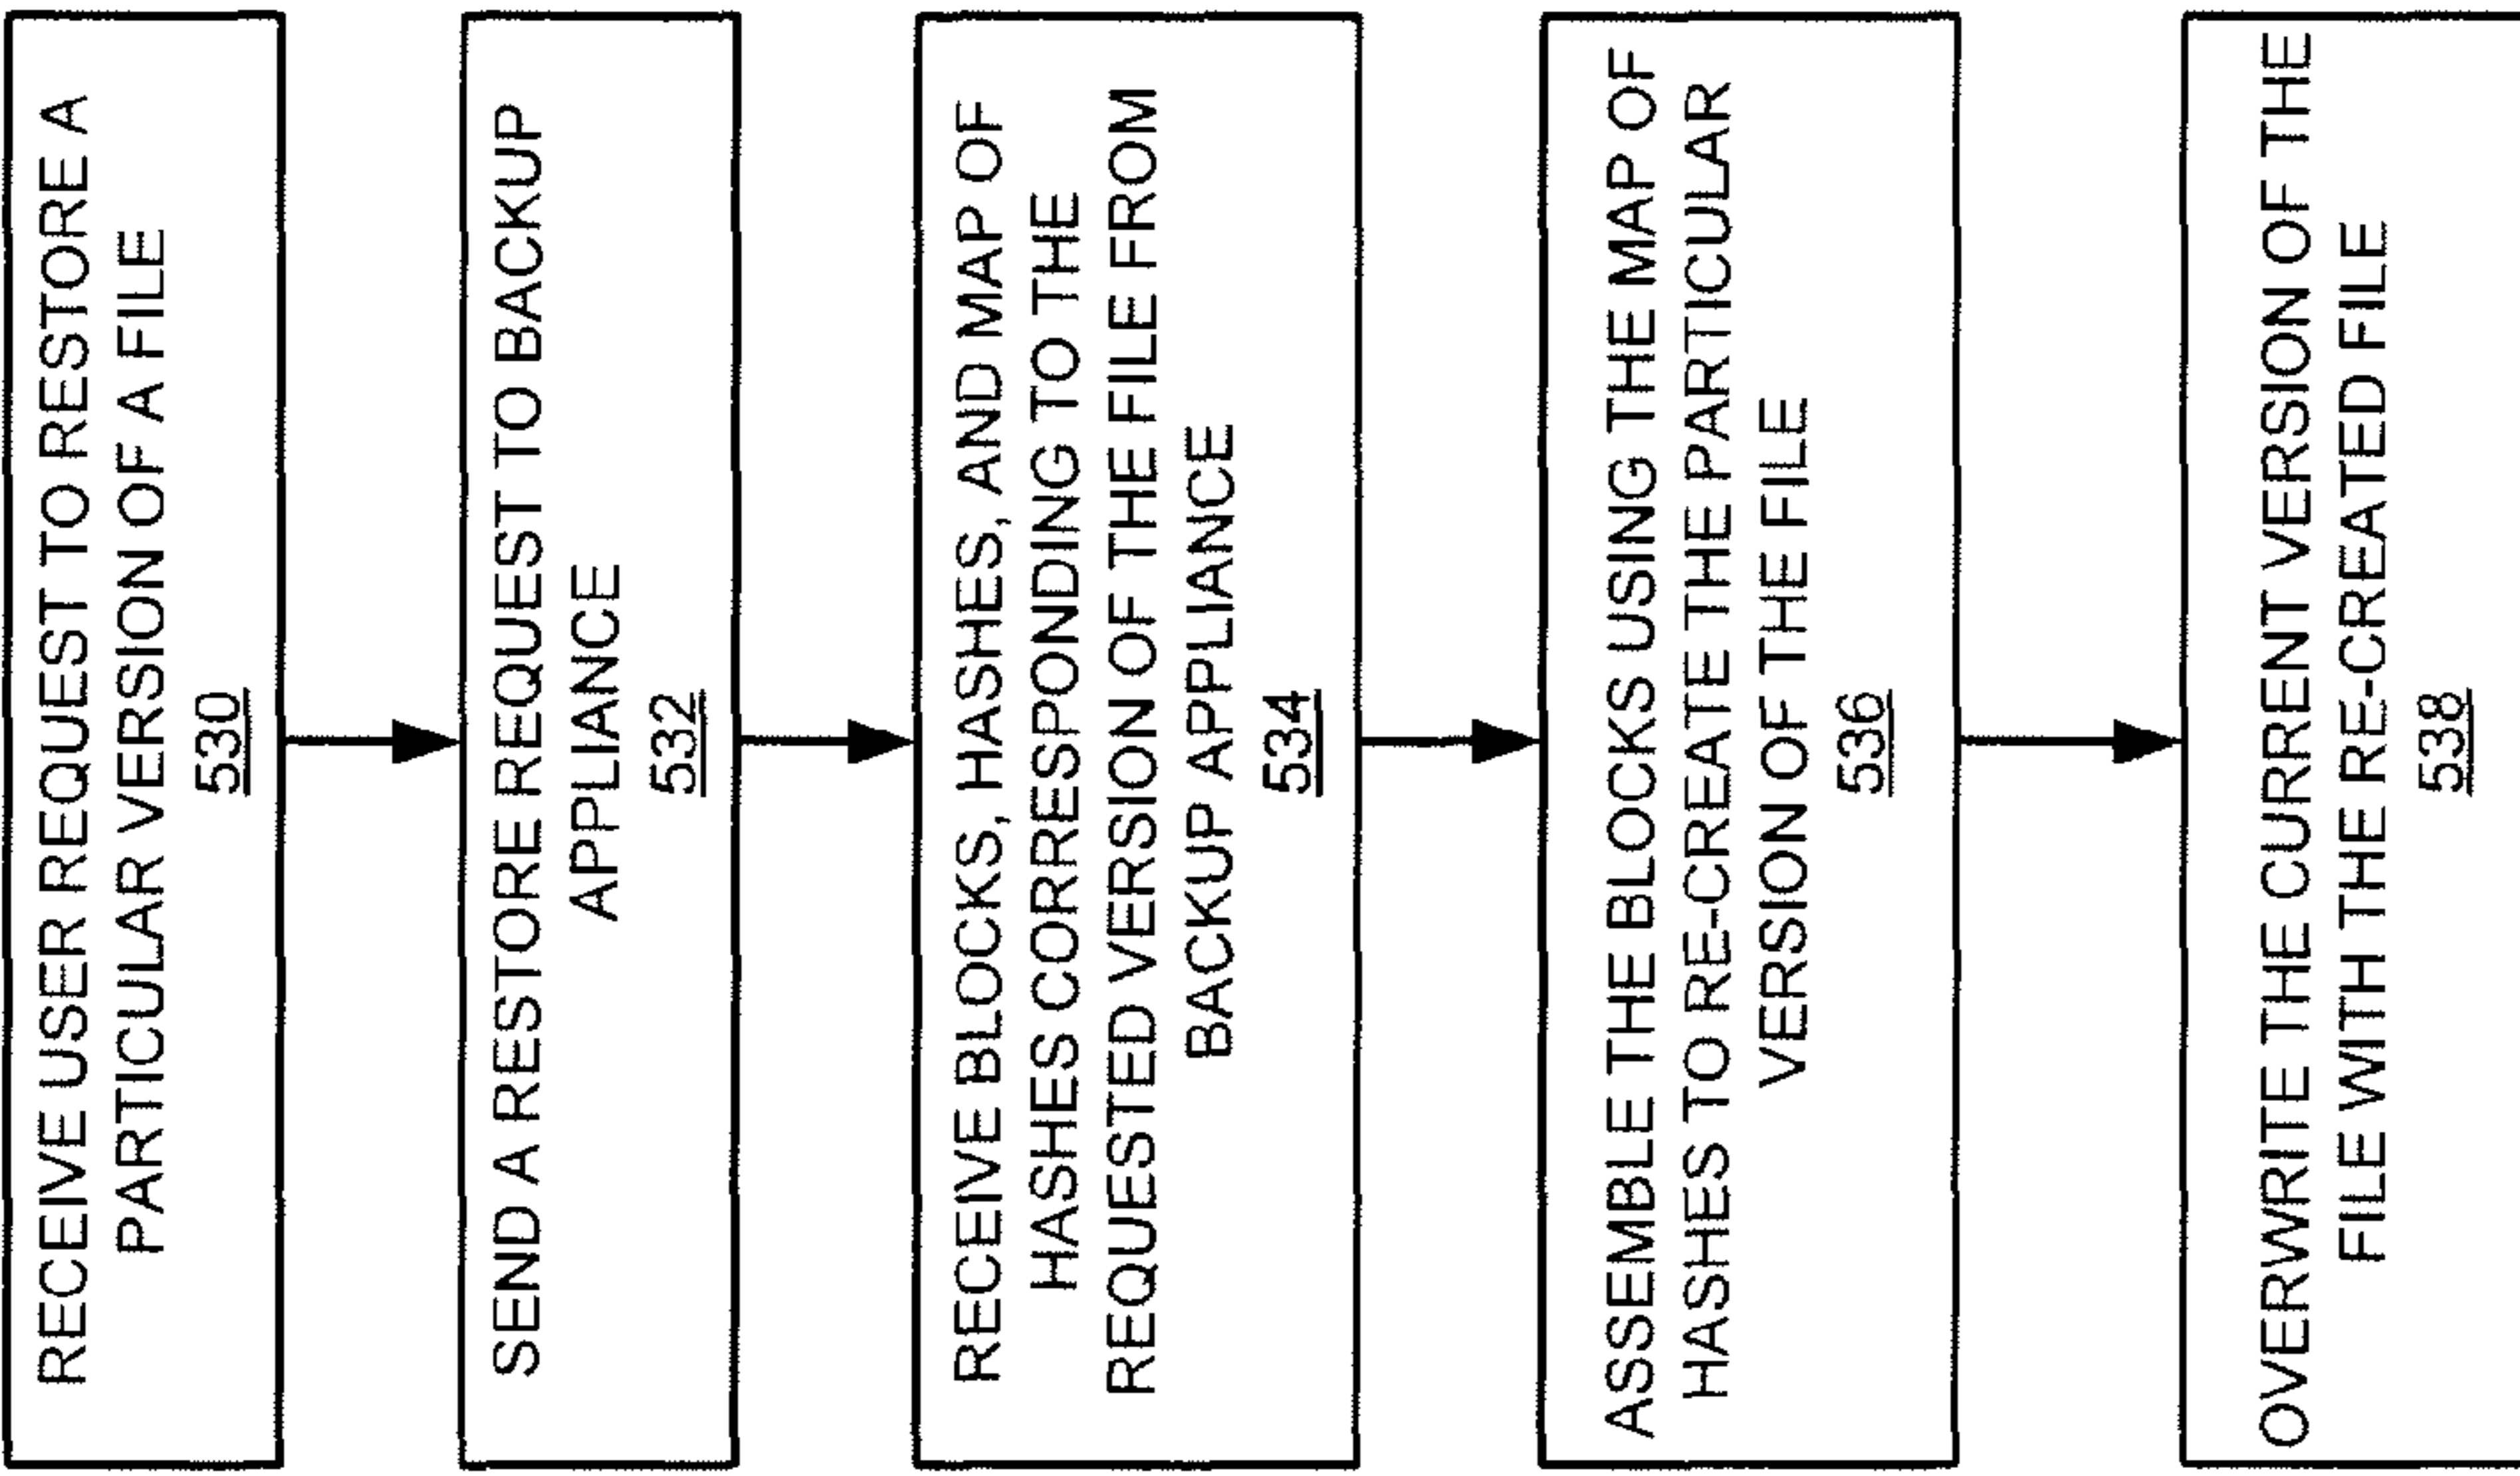 RECEIVE USER REQUEST TO RESTORE A
PARTICULAR VERSION OF A FILE
530
SEND A RESTORE REQUEST TO BACKUP
APPLIANCE
532
RECEIVE BLOCKS, HASHES, AND MAP OF
HASHES CORRESPONDING TO THE
REQUESTED VERSION OF THE FILE FROM
BACKUP APPLIANCE
534
ASSEMBLE THE BLOCKS USING THE MAP OF
HASHES TO RE-CREATE THE PARTICULAR
VERSION OF THE FILE
536
OVERWRITE THE CURRENT VERSION OF THE
FILE WITH THE RE-CREATED FILE
538